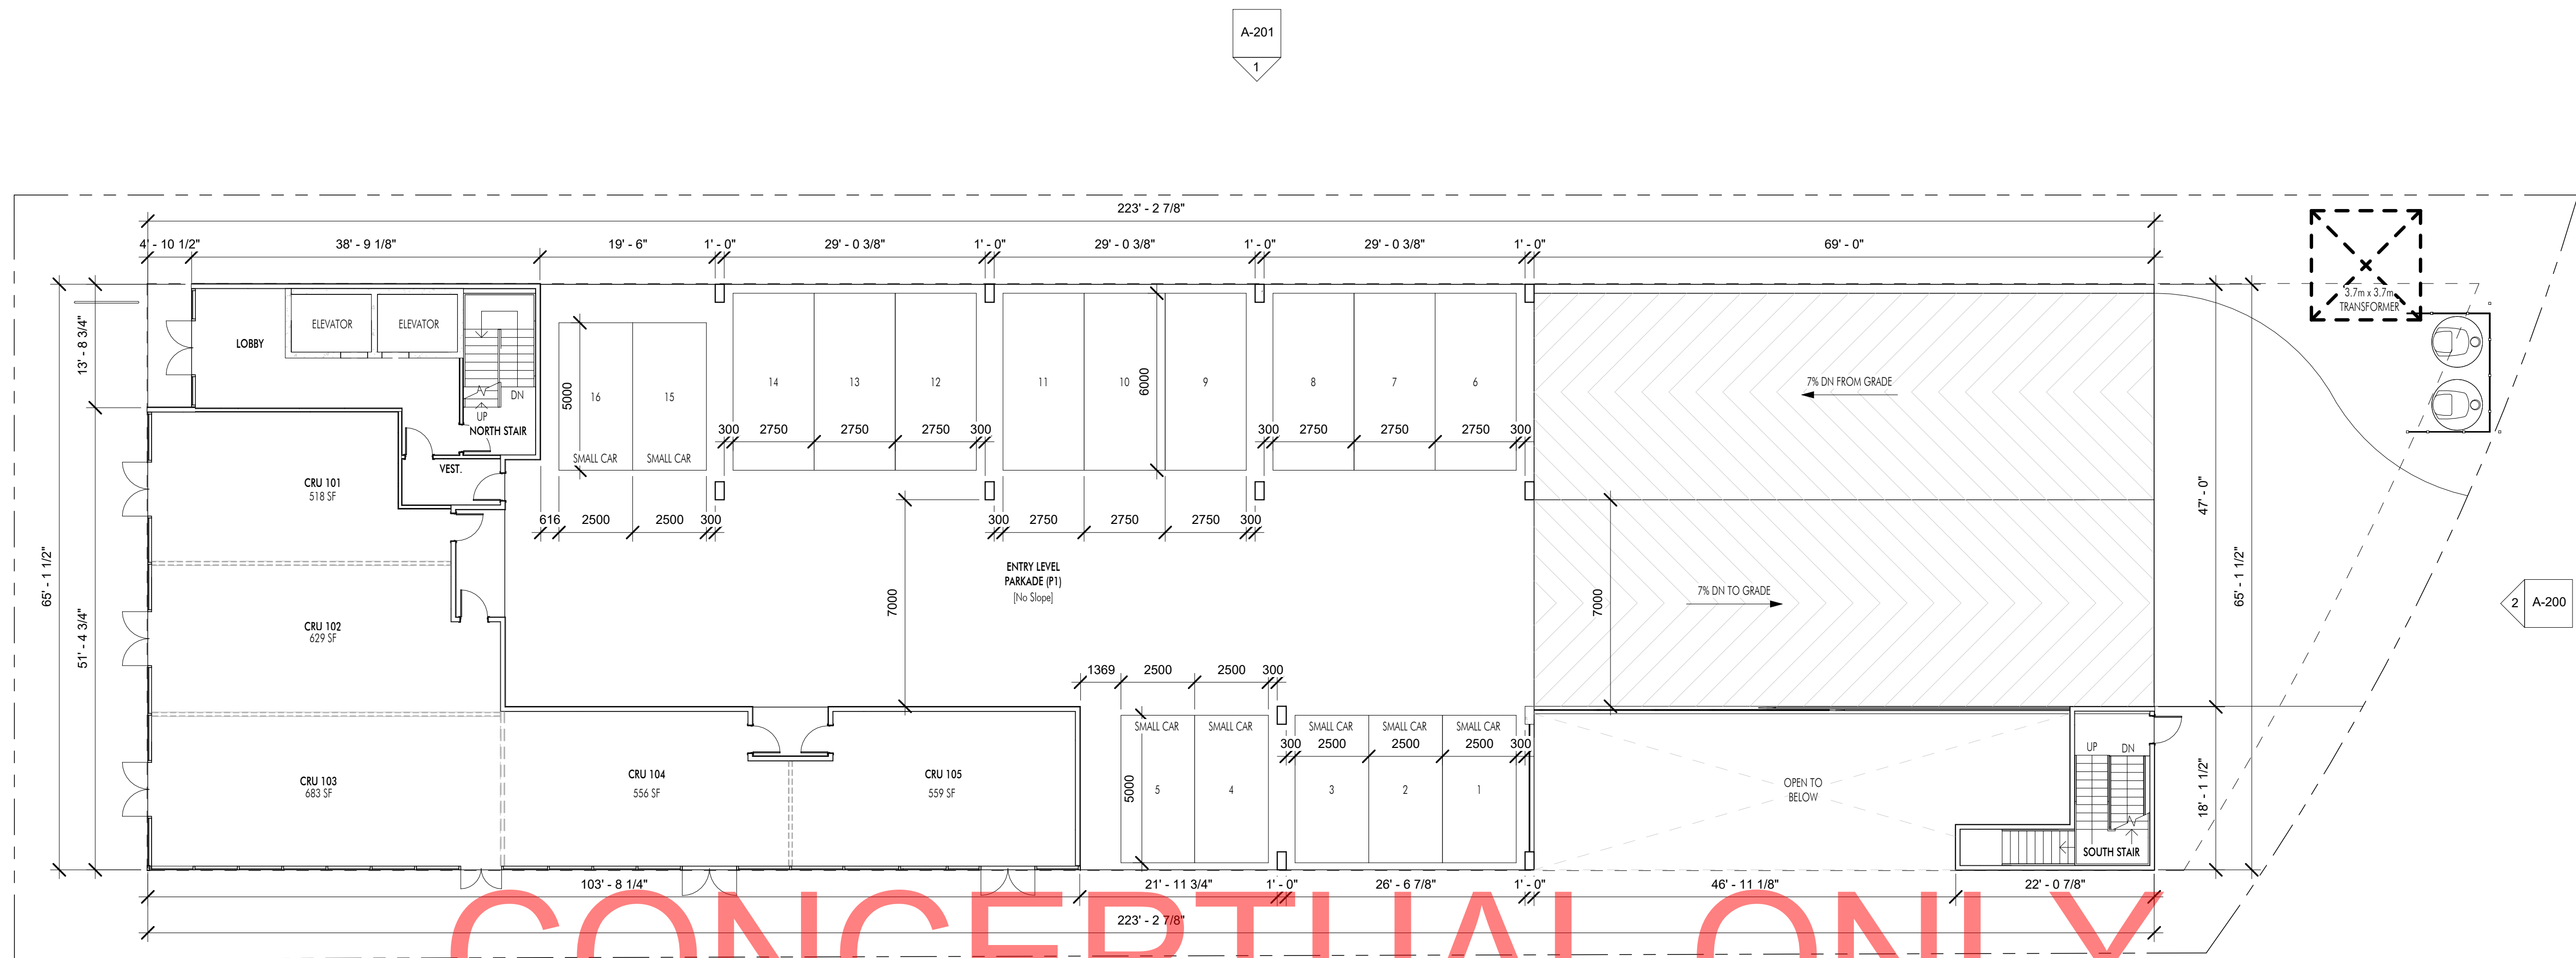 A-201
1
223' - 2 7/8"
4' - 10 1/2"
38' - 9 1/8"
19' - 6"
1' - 0"
29' - 0 3/8"
1' - 0"
29' - 0 3/8"
1' - 0"
29' - 0 3/8"
1' - 0"
69' - 0"
3.7m x 3.7m
TRANSFORMER
13' - 8 3/4"
51' - 4 3/4"
65' - 1 1/2"
LOBBY
ELEVATOR
ELEVATOR
DN
UP
NORTH STAIR
VEST.
16
15
5000
SMALL CAR
SMALL CAR
14
13
12
11
10
9
6000
8
7
6
300
2750
2750
2750
300
300
2750
2750
2750
300
616
2500
2500
300
300
2750
2750
2750
300
7% DN FROM GRADE
7% DN TO GRADE
7000
7000
47' - 0"
65' - 1 1/2"
18' - 1 1/2"
2
A-200
CRU 101
518 SF
CRU 102
629 SF
CRU 103
683 SF
CRU 104
556 SF
CRU 105
559 SF
ENTRY LEVEL
PARKADE (P1)
[No Slope]
1369
2500
2500
300
SMALL CAR
SMALL CAR
SMALL CAR
SMALL CAR
SMALL CAR
300
2500
2500
2500
300
5000
5
4
3
2
1
OPEN TO
BELOW
UP
DN
SOUTH STAIR
103' - 8 1/4"
21' - 11 3/4"
1' - 0"
26' - 6 7/8"
1' - 0"
46' - 11 1/8"
22' - 0 7/8"
223' - 2 7/8"
CONCEPTUAL ONLY